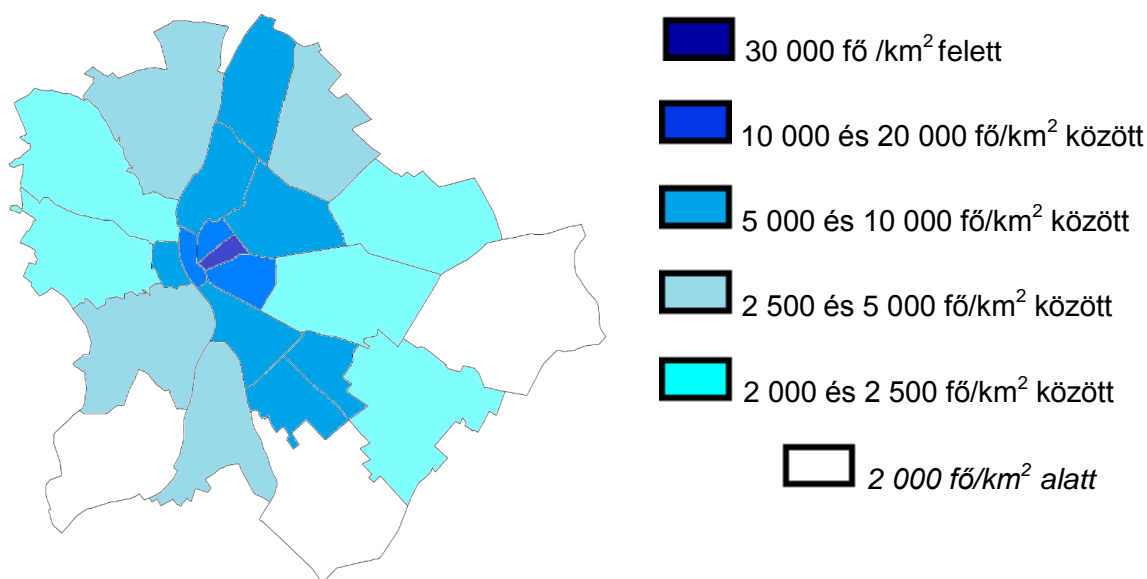 30 000 fő /km² felett
10 000 és 20 000 fő/km² között
5 000 és 10 000 fő/km² között
2 500 és 5 000 fő/km² között
2 000 és 2 500 fő/km² között
2 000 fő/km² alatt